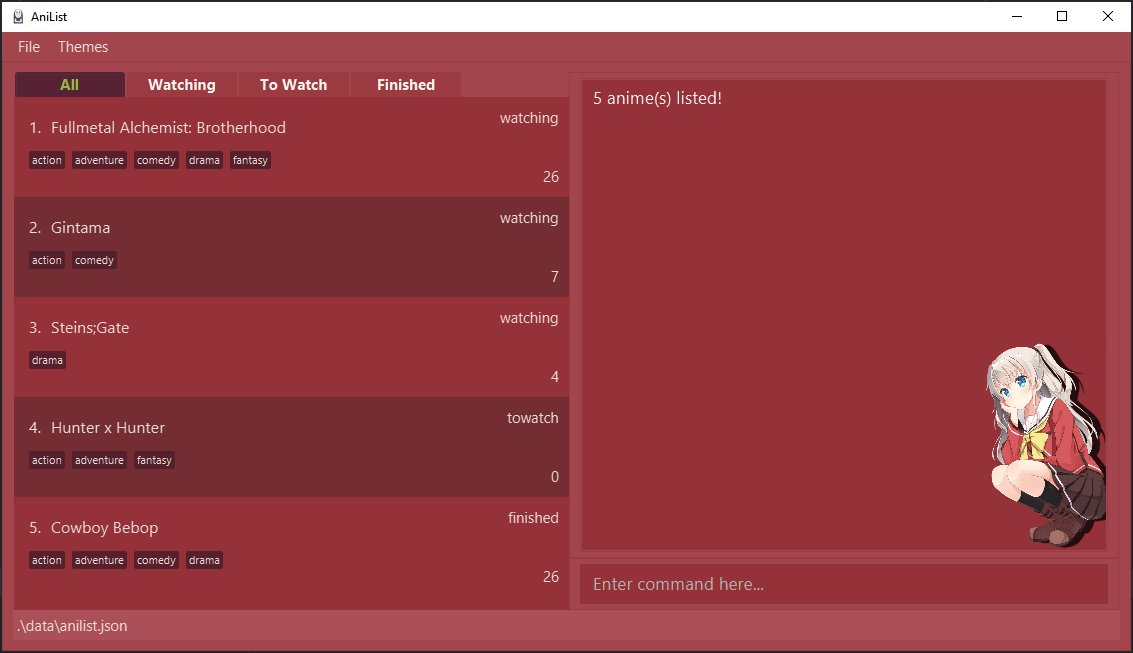 AniList
File Themes
All Watching To Watch Finished
1. Fullmetal Alchemist: Brotherhood
watching
action adventure comedy drama fantasy
26
2. Gintama
watching
action comedy
7
3. Steins;Gate
watching
drama
4
4. Hunter x Hunter
towatch
action adventure fantasy
0
5. Cowboy Bebop
finished
action adventure comedy drama
26
5 anime(s) listed!
Enter command here...
.\data\anilist.json